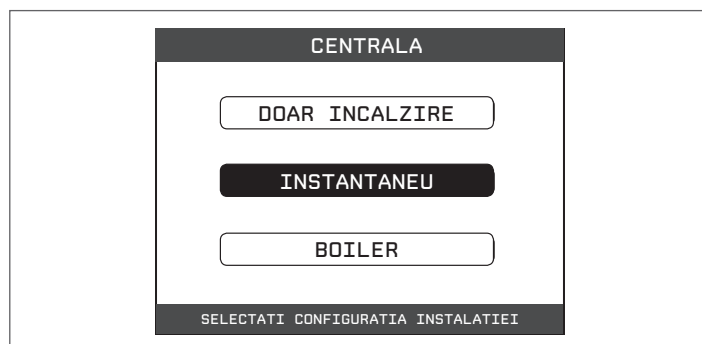 CENTRALA
DOAR INCALZIRE
INSTANTANEU
BOILER
SELECTATI CONFIGURATIA INSTALATIEI